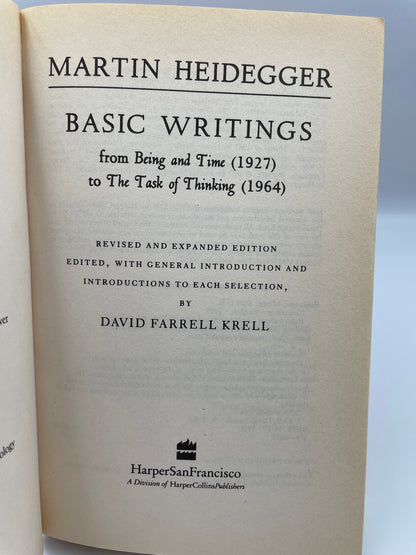 MARTIN HEIDEGGER
BASIC WRITINGS
from Being and Time (1927)
to The Task of Thinking (1964)
REVISED AND EXPANDED EDITION
EDITED, WITH GENERAL INTRODUCTION AND
INTRODUCTIONS TO EACH SELECTION,
BY
DAVID FARRELL KRELL
HarperSanFrancisco
A Division of HarperCollinsPublishers